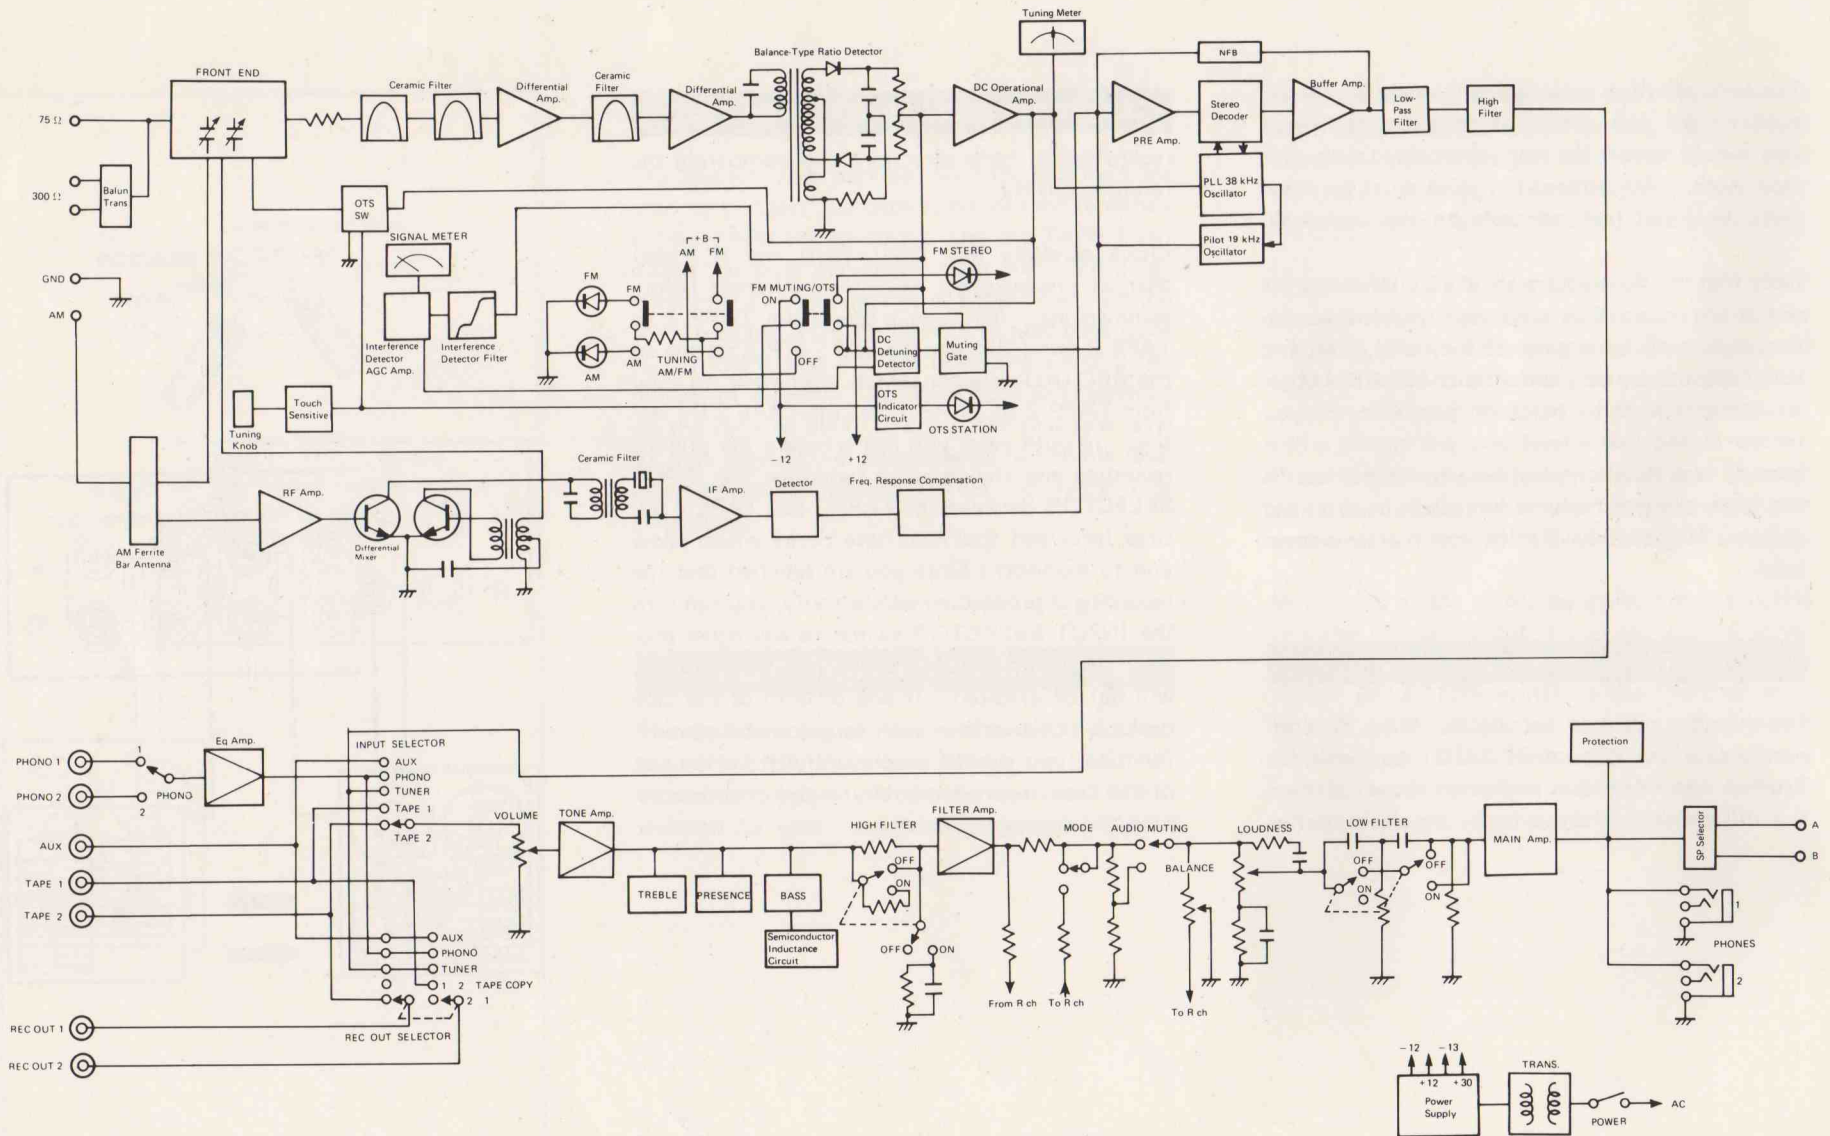 Tuning Meter
FRONT END
Balance-Type Ratio Detector
NFB
Ceramic Filter
Ceramic
Filter
Differential
Amp.
Differential
Amp.
DC Operational
Amp.
PRE Amp.
Stereo
Decoder
Buffer Amp.
Low-
Pass
Filter
High
Filter
75 Ω
300 Ω
Balun
Trans
OTS
SW
PLL 38 kHz
Oscillator
Pilot 19 kHz
Oscillator
SIGNAL METER
+B
AM
FM
FM STEREO
GND
AM
FM
FM
FM MUTING/OTS
ON
OFF
Interference
Detector
AGC Amp.
Interference
Detector Filter
AM
AM
TUNING
AM/FM
DC
Detuning
Detector
Muting
Gate
OTS
Indicator
Circuit
OTS STATION
Tuning
Knob
Touch
Sensitive
−12
+12
AM Ferrite
Bar Antenna
RF Amp.
Differential
Mixer
Ceramic Filter
IF Amp.
Detector
Freq. Response Compensation
PHONO 1
PHONO 2
1
PHONO
2
Eq Amp.
INPUT SELECTOR
AUX
PHONO
TUNER
TAPE 1
TAPE 2
AUX
TAPE 1
TAPE 2
VOLUME
TONE Amp.
TREBLE
PRESENCE
BASS
Semiconductor
Inductance
Circuit
HIGH FILTER
OFF
ON
OFF
ON
FILTER Amp.
MODE
AUDIO MUTING
BALANCE
LOUDNESS
LOW FILTER
OFF
ON
OFF
ON
MAIN Amp.
Protection
SP Selector
A
B
1
PHONES
2
From R ch
To R ch
To R ch
AUX
PHONO
TUNER
1 2 TAPE COPY
2 1
REC OUT SELECTOR
REC OUT 1
REC OUT 2
−12
−13
+12
+30
Power
Supply
TRANS.
POWER
AC